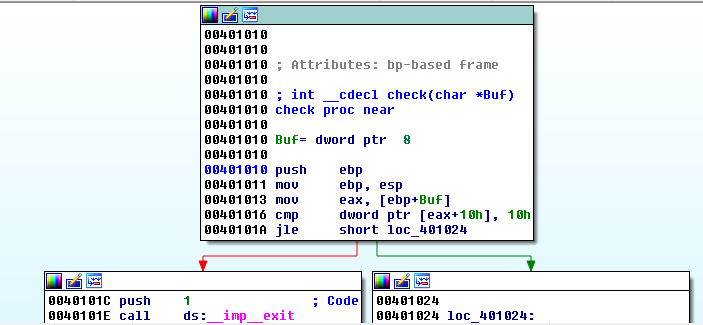 00401010
00401010
00401010 ; Attributes: bp-based frame
00401010
00401010 ; int __cdecl check(char *Buf)
00401010 check proc near
00401010
00401010 Buf= dword ptr  8
00401010
00401010 push    ebp
00401011 mov     ebp, esp
00401013 mov     eax, [ebp+Buf]
00401016 cmp     dword ptr [eax+10h], 10h
0040101A jle     short loc_401024
0040101C push    1               ; Code
0040101E call    ds:__imp__exit
00401024
00401024 loc_401024: